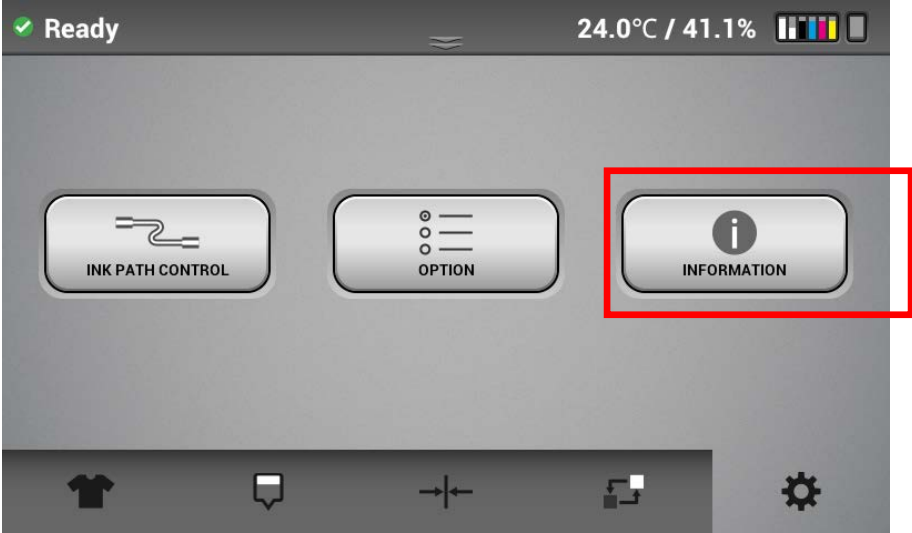 Ready
24.0°C / 41.1%
INK PATH CONTROL
OPTION
INFORMATION